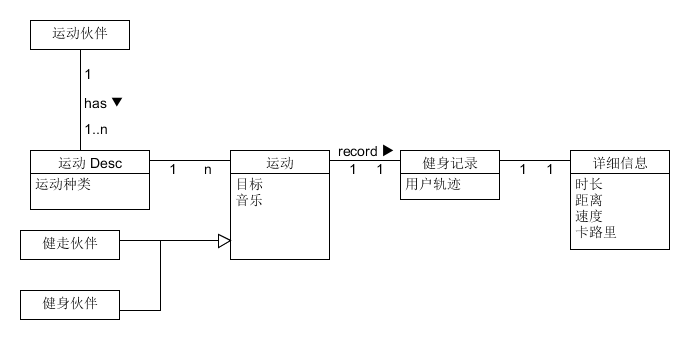 运动伙伴
1
has ▼
1..n
运动 Desc
运动种类
1
n
运动
目标
音乐
record ▶
1
1
健身记录
用户轨迹
1
1
详细信息
时长
距离
速度
卡路里
健走伙伴
健身伙伴